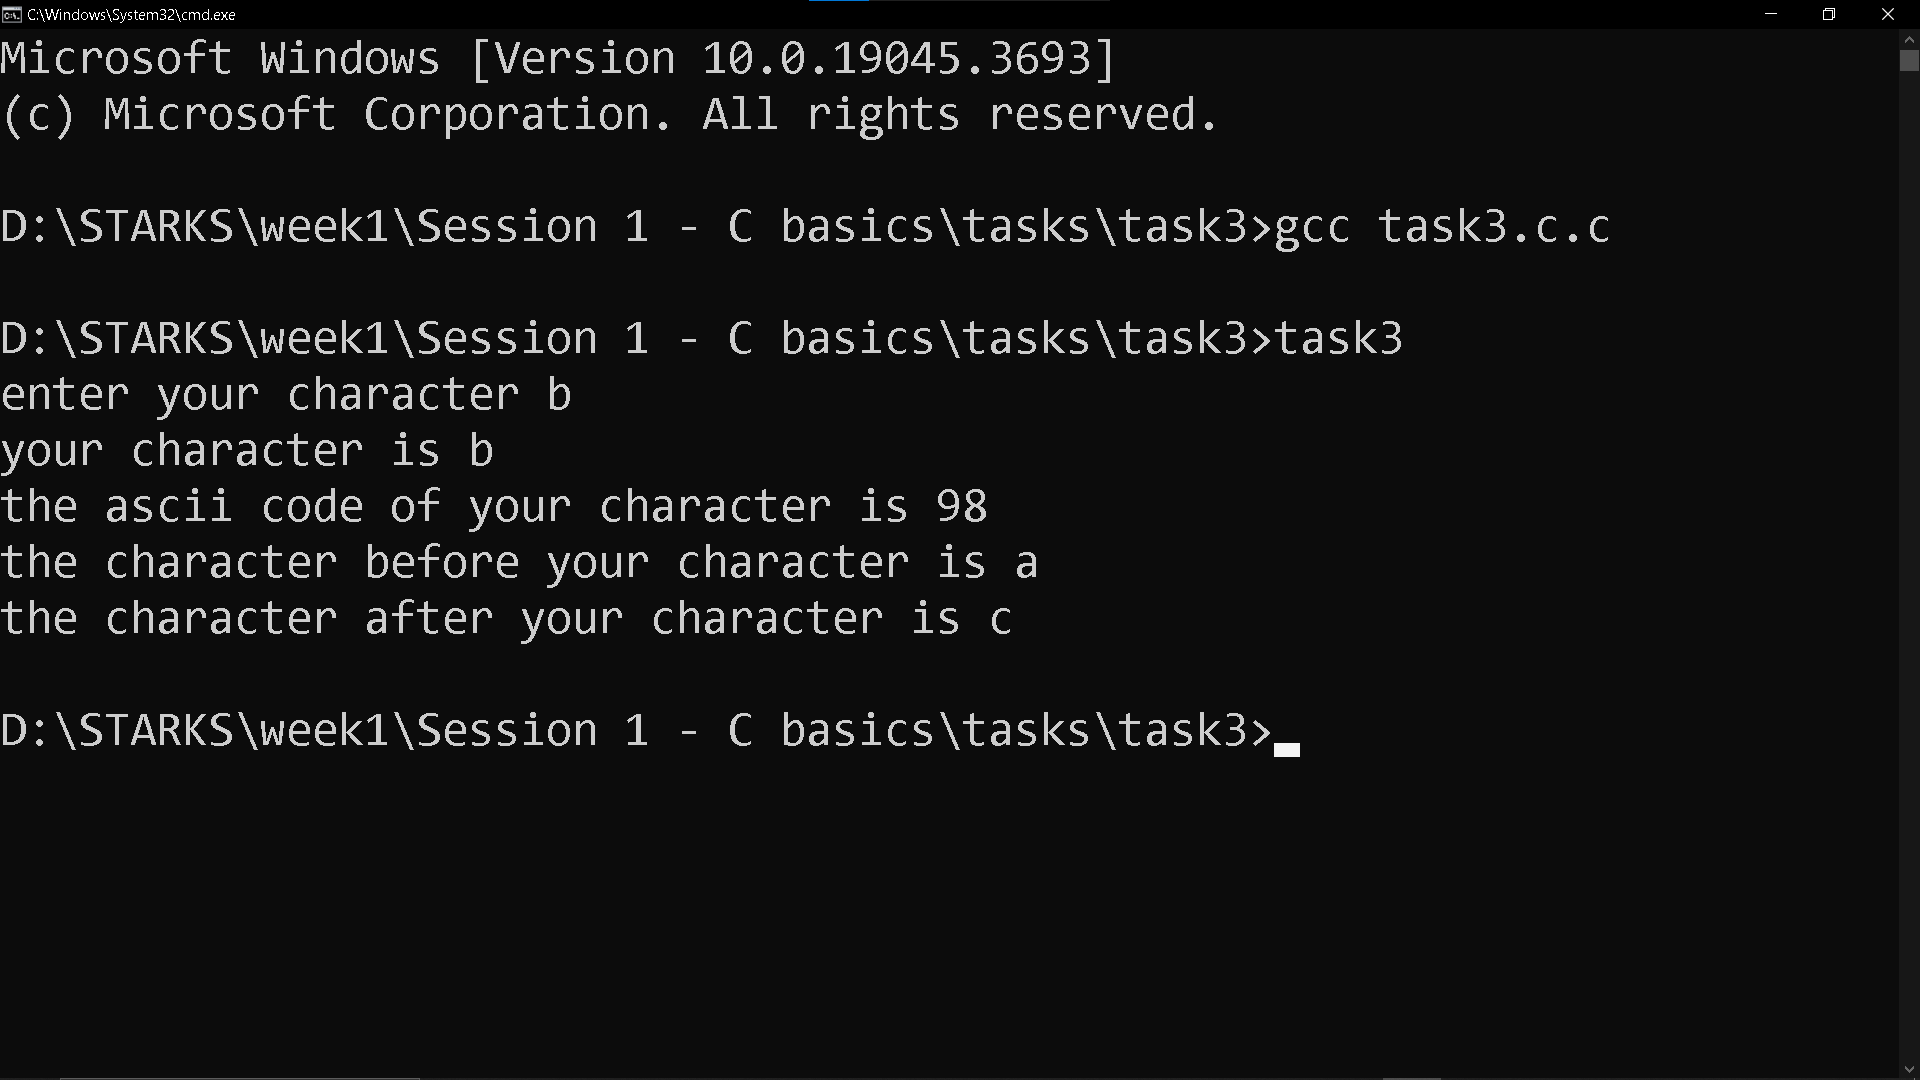 C:\Windows\System32\cmd.exe
Microsoft Windows [Version 10.0.19045.3693]
(c) Microsoft Corporation. All rights reserved.
D:\STARKS\week1\Session 1 - C basics\tasks\task3>gcc task3.c.c
D:\STARKS\week1\Session 1 - C basics\tasks\task3>task3
enter your character b
your character is b
the ascii code of your character is 98
the character before your character is a
the character after your character is c
D:\STARKS\week1\Session 1 - C basics\tasks\task3>